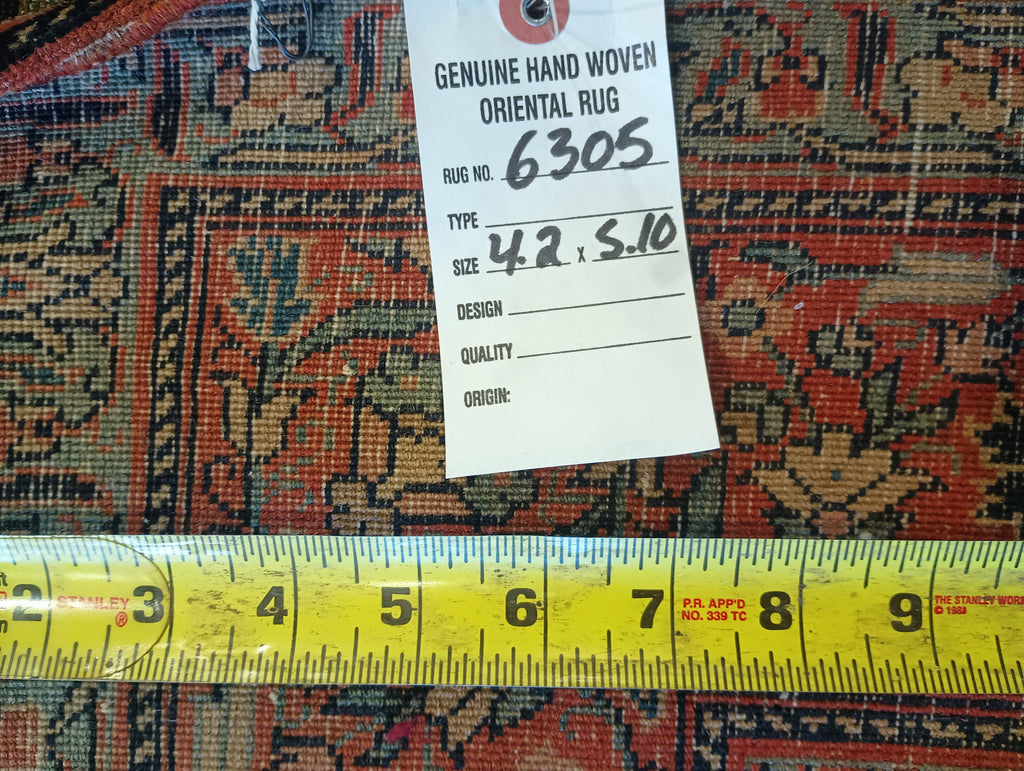 GENUINE HAND WOVEN
ORIENTAL RUG
RUG NO. 6305
TYPE
SIZE 4.2 x 5.10
DESIGN
QUALITY
ORIGIN:
2 3 4 5 6 7 8 9
STANLEY ®
P.R. APP'D
NO. 339 TC
THE STANLEY WOR
© 1983